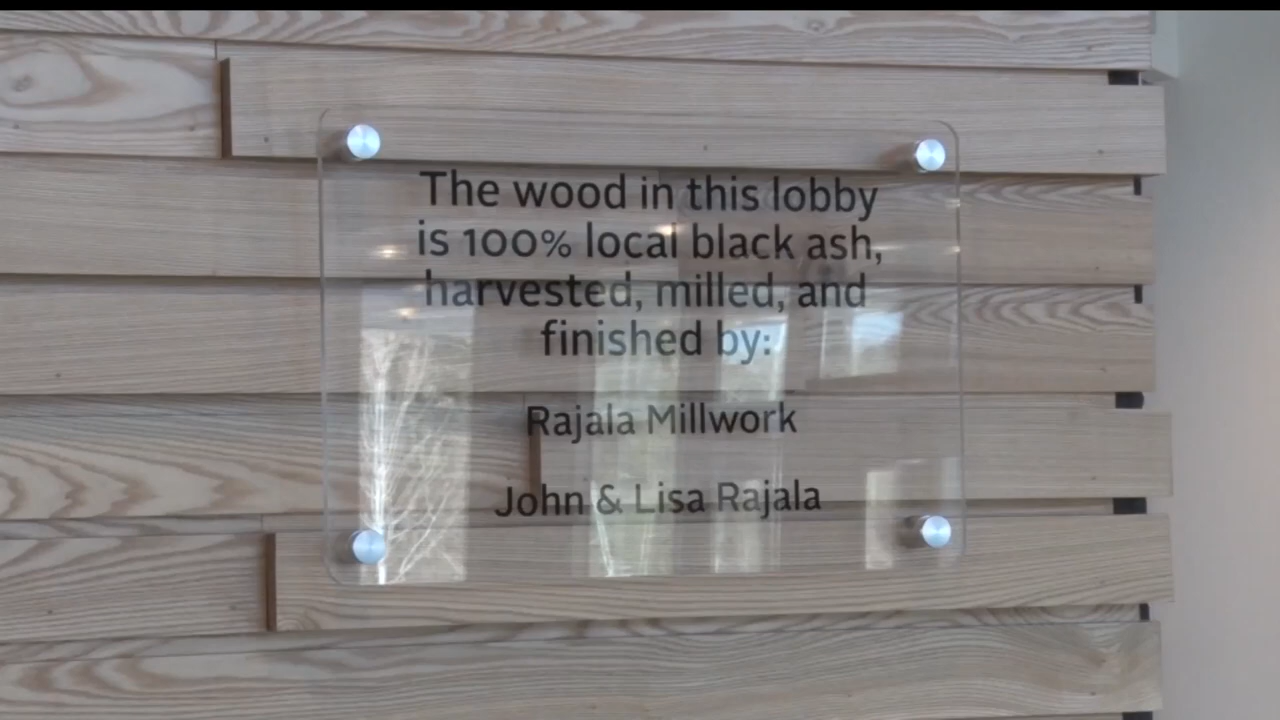 The wood in this lobby
is 100% local black ash,
harvested, milled, and
finished by:
Rajala Millwork
John & Lisa Rajala